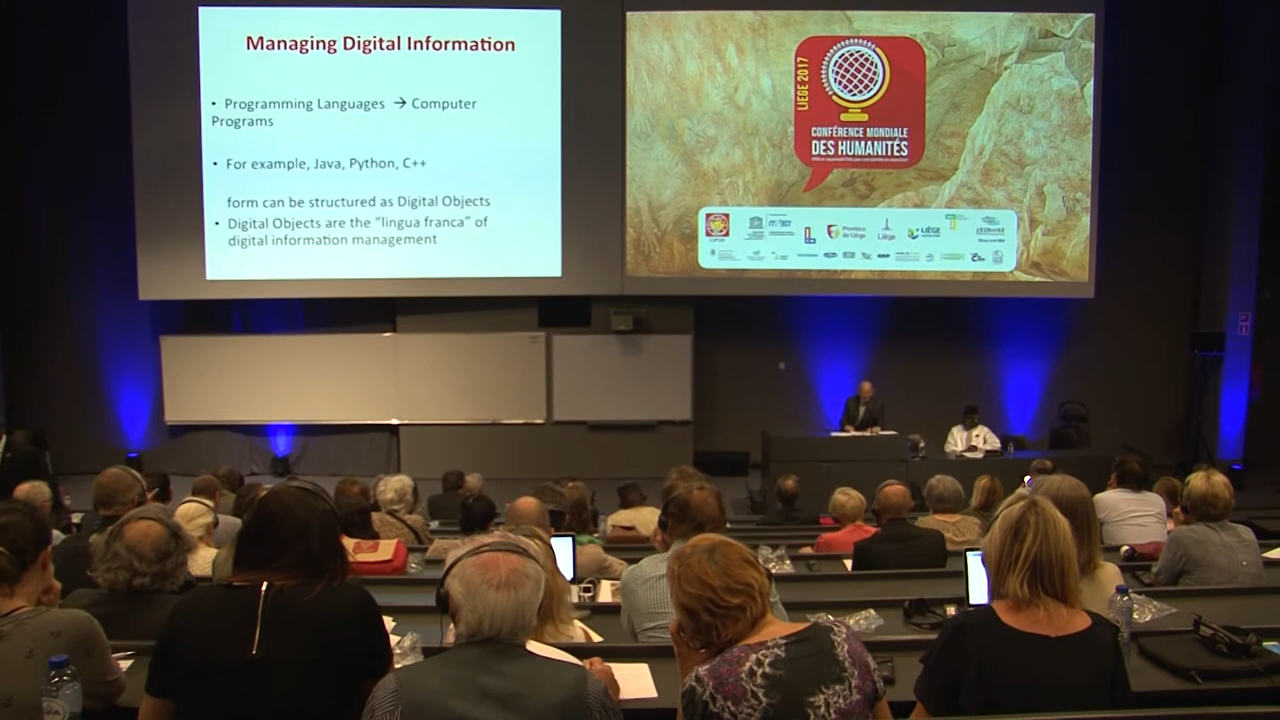 Managing Digital Information
• Programming Languages → Computer
Programs
• For example, Java, Python, C++
form can be structured as Digital Objects
• Digital Objects are the “lingua franca” of
digital information management
LIEGE 2017
CONFÉRENCE MONDIALE
DES HUMANITÉS
Province
de Liège
Liège
LIÈGE